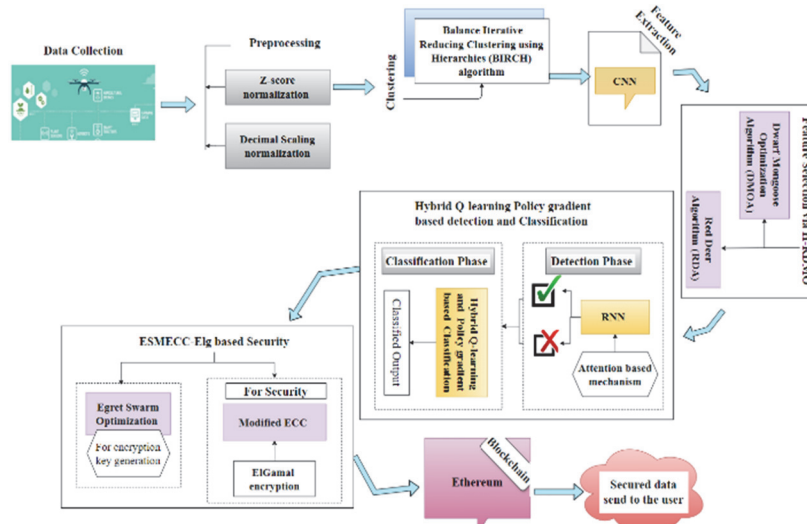 Data Collection
Preprocessing
Z-score
normalization
Decimal Scaling
normalization
Clustering
Balance Iterative
Reducing Clustering using
Hierarchies (BIRCH)
algorithm
Feature
Extraction
CNN
Feature Selection via
Dwarf Mongoose
Optimization
Algorithm (DMOA)
Red Deer
Algorithm (RDA)
Hybrid Q-learning Policy gradient
based detection and Classification
Classification Phase
Detection Phase
Classified Output
Hybrid Q-learning
and Policy gradient
based Classification
RNN
Attention based
mechanism
ESMECC-Elg based Security
Egret Swarm
Optimization
For encryption
key generation
For Security
Modified ECC
ElGamal
encryption
Ethereum
Blockchain
Secured data
send to the user